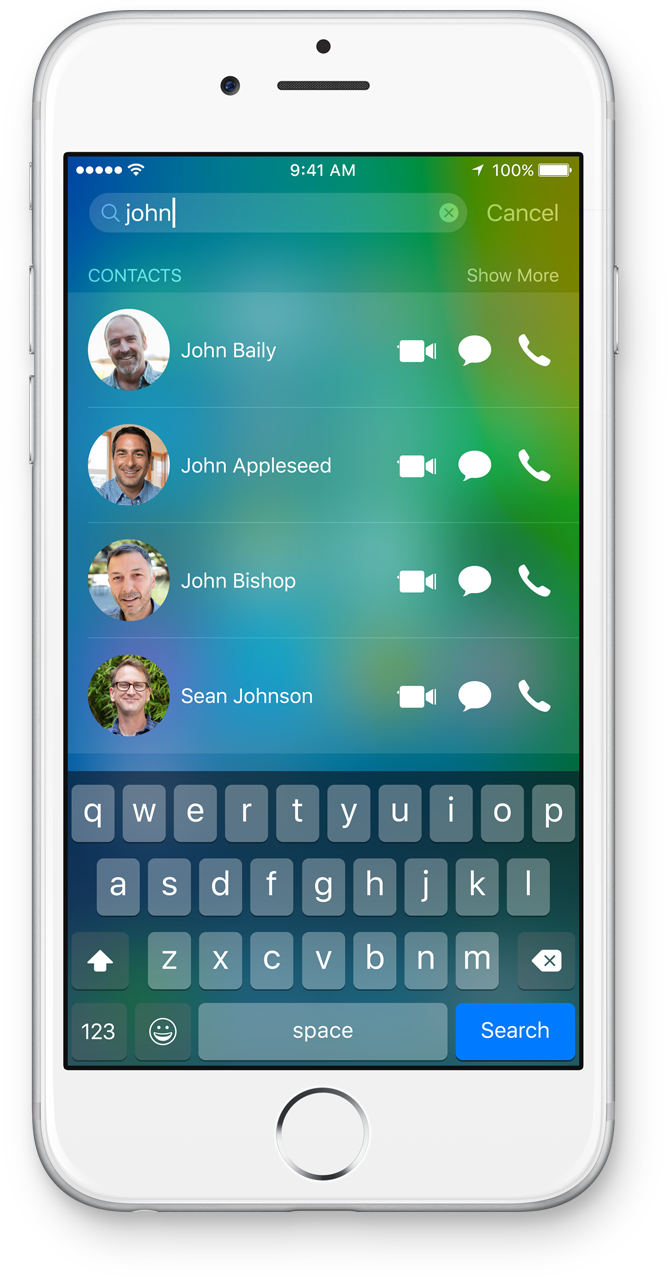 9:41 AM 100%
john Cancel
CONTACTS Show More
John Baily
John Appleseed
John Bishop
Sean Johnson
q w e r t y u i o p
a s d f g h j k l
z x c v b n m
123 space Search